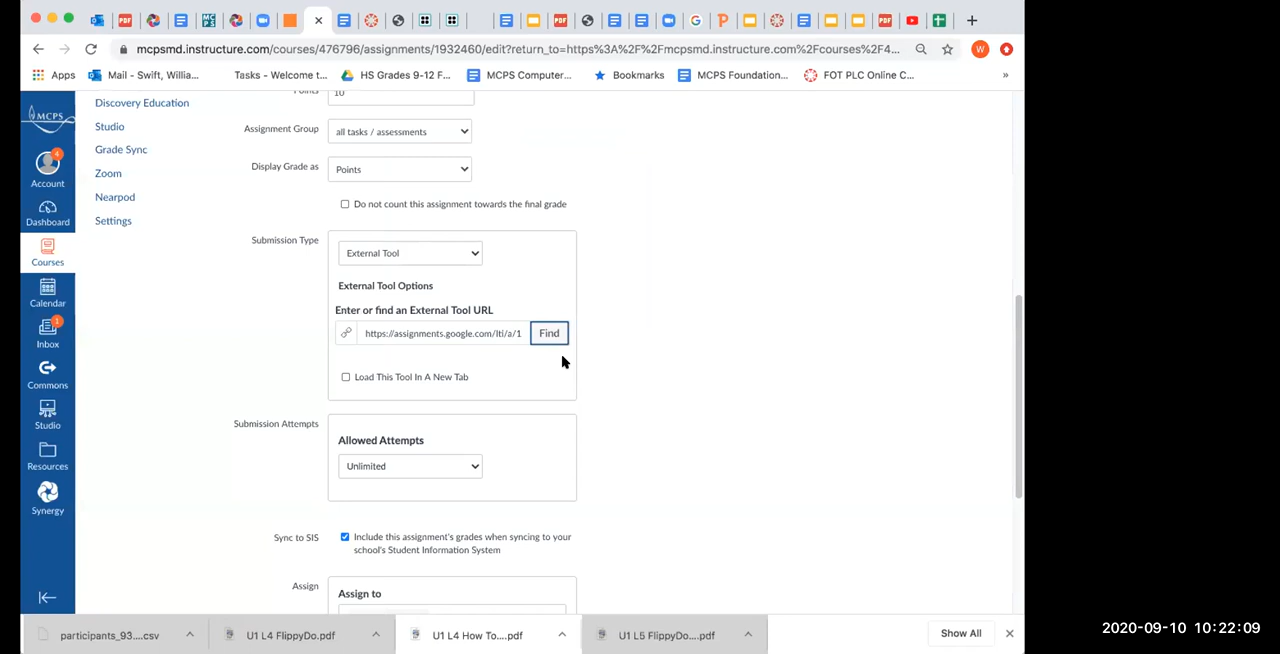 mcpsmd.instructure.com/courses/476796/assignments/1932460/edit?return_to=https%3A%2F%2Fmcpsmd.instructure.com%2Fcourses%2F4...
W
Apps
Mail - Swift, Willia...
Tasks - Welcome t...
HS Grades 9-12 F...
MCPS Computer...
Bookmarks
MCPS Foundation...
FOT PLC Online C...
»
MCPS
4
Account
Dashboard
Courses
Calendar
1
Inbox
Commons
Studio
Resources
Synergy
Discovery Education
Studio
Grade Sync
Zoom
Nearpod
Settings
Points
10
Assignment Group
all tasks / assessments
Display Grade as
Points
Do not count this assignment towards the final grade
Submission Type
External Tool
External Tool Options
Enter or find an External Tool URL
https://assignments.google.com/lti/a/1
Find
Load This Tool In A New Tab
Submission Attempts
Allowed Attempts
Unlimited
Sync to SIS
Include this assignment's grades when syncing to your
school's Student Information System
Assign
Assign to
participants_93....csv
U1 L4 FlippyDo.pdf
U1 L4 How To....pdf
U1 L5 FlippyDo....pdf
Show All
2020-09-10 10:22:09